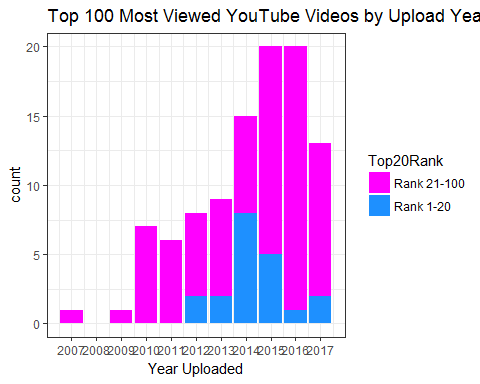 Top 100 Most Viewed YouTube Videos by Upload Yea
20
15
10
5
0
count
2007 2008 2009 2010 2011 2012 2013 2014 2015 2016 2017
Year Uploaded
Top20Rank
Rank 21-100
Rank 1-20